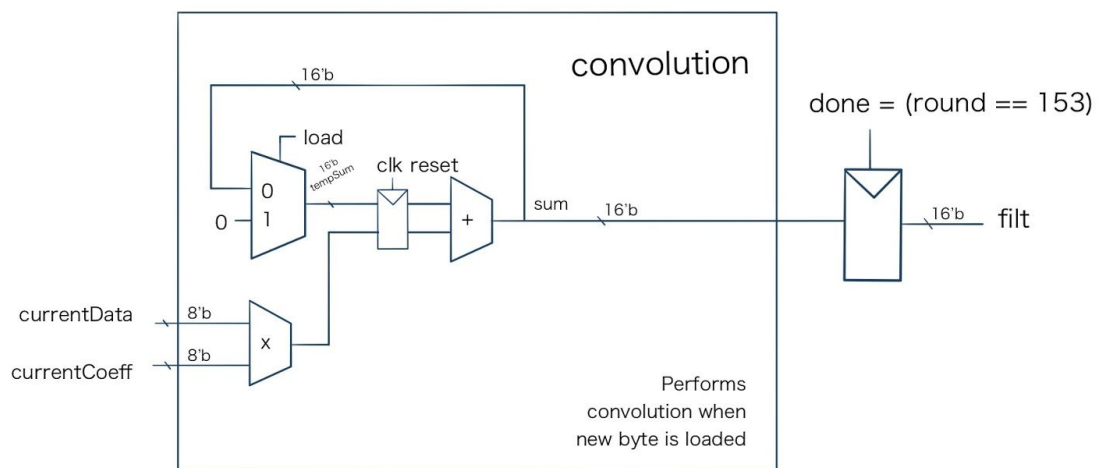 convolution
16'b
done = (round == 153)
load
16'b
tempSum
clk reset
0
0
1
+
sum
16'b
16'b
filt
currentData
8'b
x
8'b
currentCoeff
Performs
convolution when
new byte is loaded